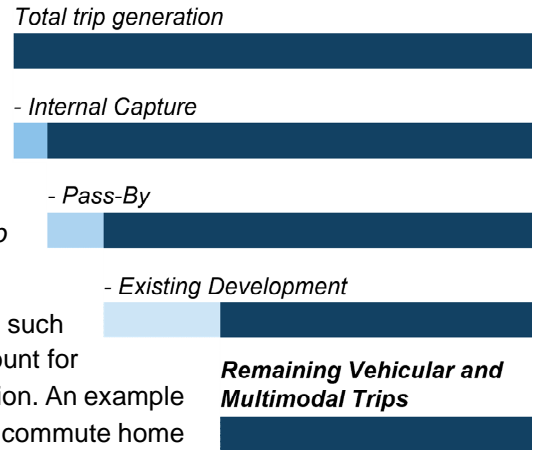 Total trip generation
- Internal Capture
- Pass-By
- Existing Development
such
ount for
ion. An example
commute home
Remaining Vehicular and
Multimodal Trips